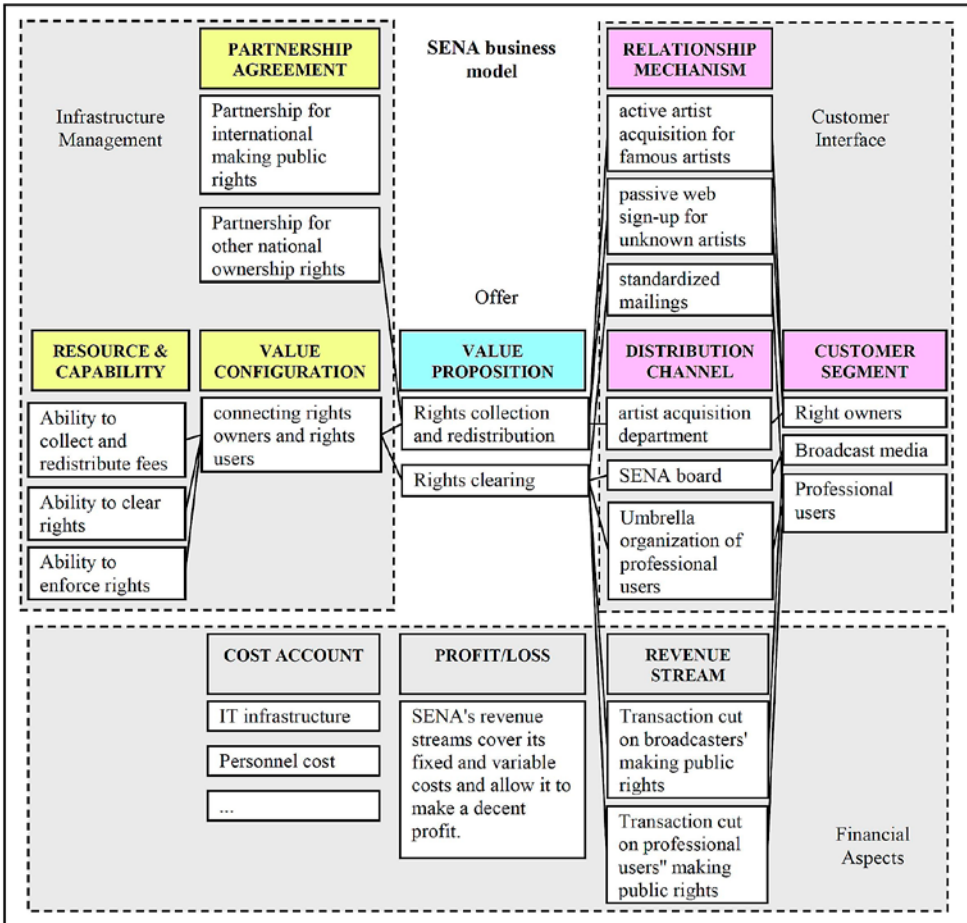 SENA business
model
Infrastructure
Management
PARTNERSHIP
AGREEMENT
Partnership for
international
making public
rights
Partnership for
other national
ownership rights
Offer
RELATIONSHIP
MECHANISM
active artist
acquisition for
famous artists
passive web
sign-up for
unknown artists
standardized
mailings
Customer
Interface
RESOURCE &
CAPABILITY
Ability to
collect and
redistribute fees
Ability to clear
rights
Ability to
enforce rights
VALUE
CONFIGURATION
connecting rights
owners and rights
users
VALUE
PROPOSITION
Rights collection
and redistribution
Rights clearing
DISTRIBUTION
CHANNEL
artist acquisition
department
SENA board
Umbrella
organization of
professional
users
CUSTOMER
SEGMENT
Right owners
Broadcast media
Professional
users
COST ACCOUNT
IT infrastructure
Personnel cost
...
PROFIT/LOSS
SENA's revenue
streams cover its
fixed and variable
costs and allow it to
make a decent
profit.
REVENUE
STREAM
Transaction cut
on broadcasters'
making public
rights
Transaction cut
on professional
users" making
public rights
Financial
Aspects